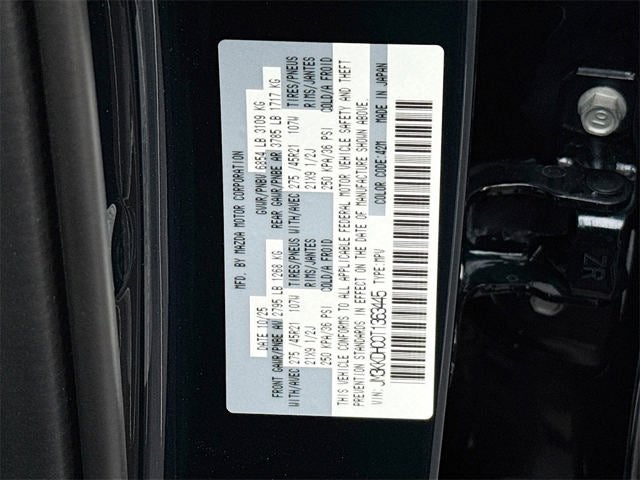 MFD. BY MAZDA MOTOR CORPORATION
DATE 10/25 GVWR/PNBV 6854 LB 3109 KG
FRONT GAWR/PNBE AV 2795 LB 1268 KG REAR GAWR/PNBE AR 3785 LB 1717 KG
WITH/AVEC 275 /45R21 107W TIRES/PNEUS WITH/AVEC 275 /45R21 107W TIRES/PNEUS
21X9 1/2J RIMS/JANTES 21X9 1/2J RIMS/JANTES
250 KPA/36 PSI COLD/A FROID 250 KPA/36 PSI COLD/A FROID
THIS VEHICLE CONFORMS TO ALL APPLICABLE FEDERAL MOTOR VEHICLE SAFETY AND THEFT
PREVENTION STANDARDS IN EFFECT ON THE DATE OF MANUFACTURE SHOWN ABOVE.
VIN: TYPE:MPV COLOR CODE:42M MADE IN JAPAN
ZR